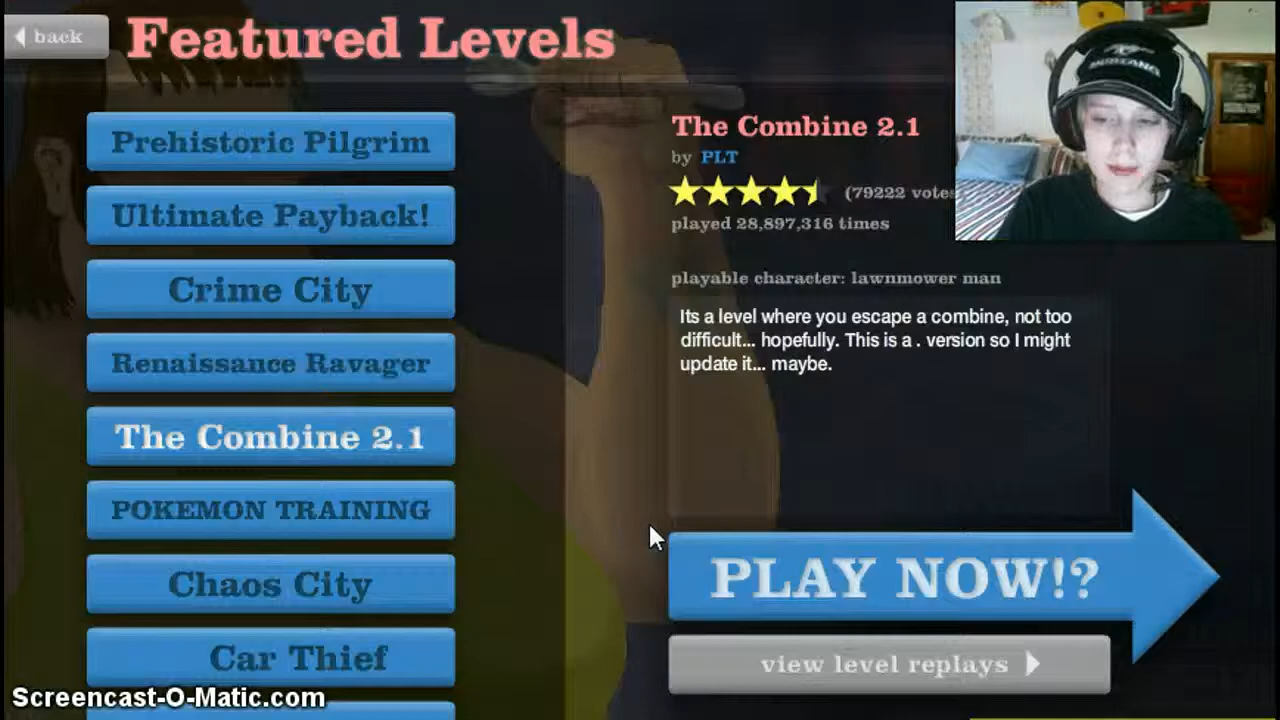 back
Featured Levels
Prehistoric Pilgrim
Ultimate Payback!
Crime City
Renaissance Ravager
The Combine 2.1
POKEMON TRAINING
Chaos City
Car Thief
The Combine 2.1
by PLT
(79222 votes
played 28,897,316 times
playable character: lawnmower man
Its a level where you escape a combine, not too
difficult... hopefully. This is a . version so I might
update it... maybe.
PLAY NOW!?
view level replays
MUSTANG
Screencast-O-Matic.com